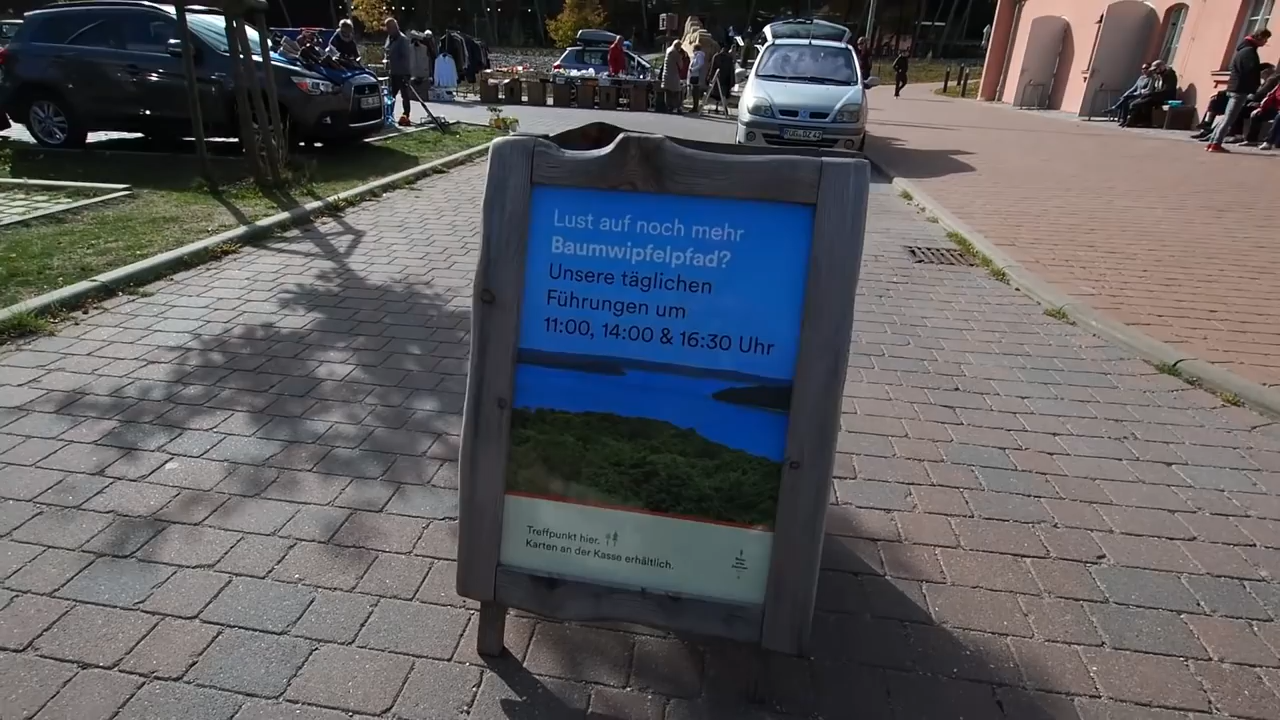 Lust auf noch mehr
Baumwipfelpfad?
Unsere täglichen
Führungen um
11:00, 14:00 & 16:30 Uhr
Treffpunkt hier.
Karten an der Kasse erhältlich.